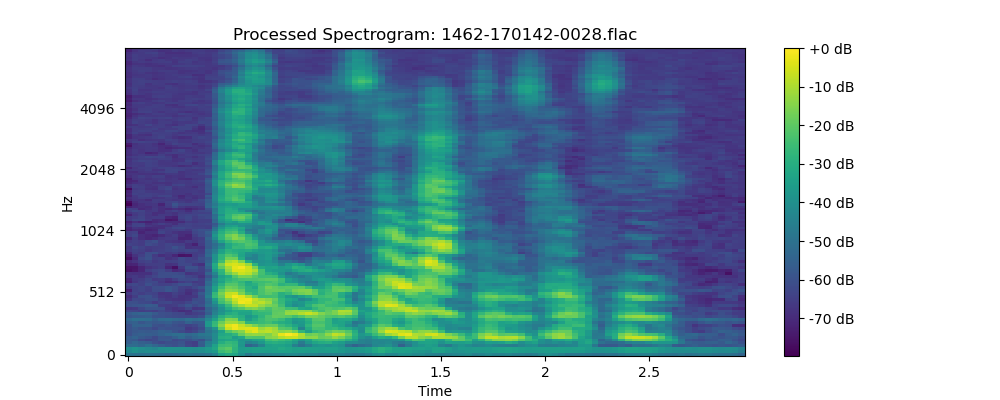 Processed Spectrogram: 1462-170142-0028.flac
Hz
4096
2048
1024
512
0
0
0.5
1
1.5
2
2.5
Time
+0 dB
-10 dB
-20 dB
-30 dB
-40 dB
-50 dB
-60 dB
-70 dB